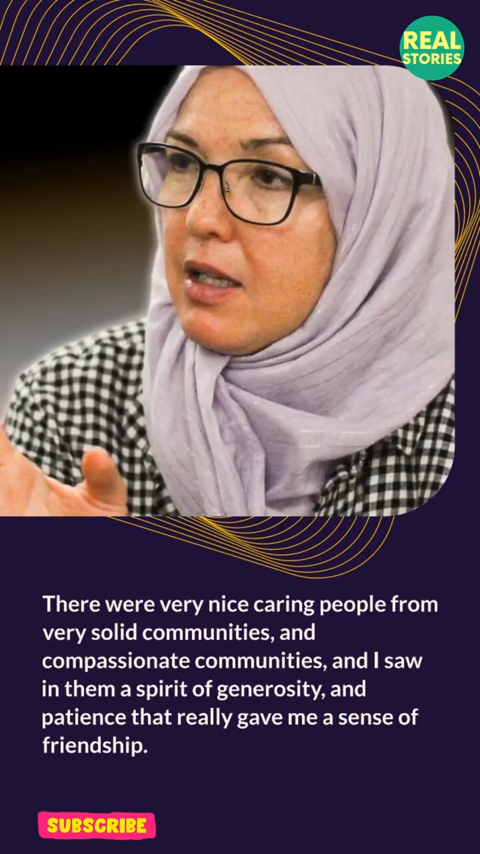 REAL
STORIES
There were very nice caring people from
very solid communities, and
compassionate communities, and I saw
in them a spirit of generosity, and
patience that really gave me a sense of
friendship.
SUBSCRIBE